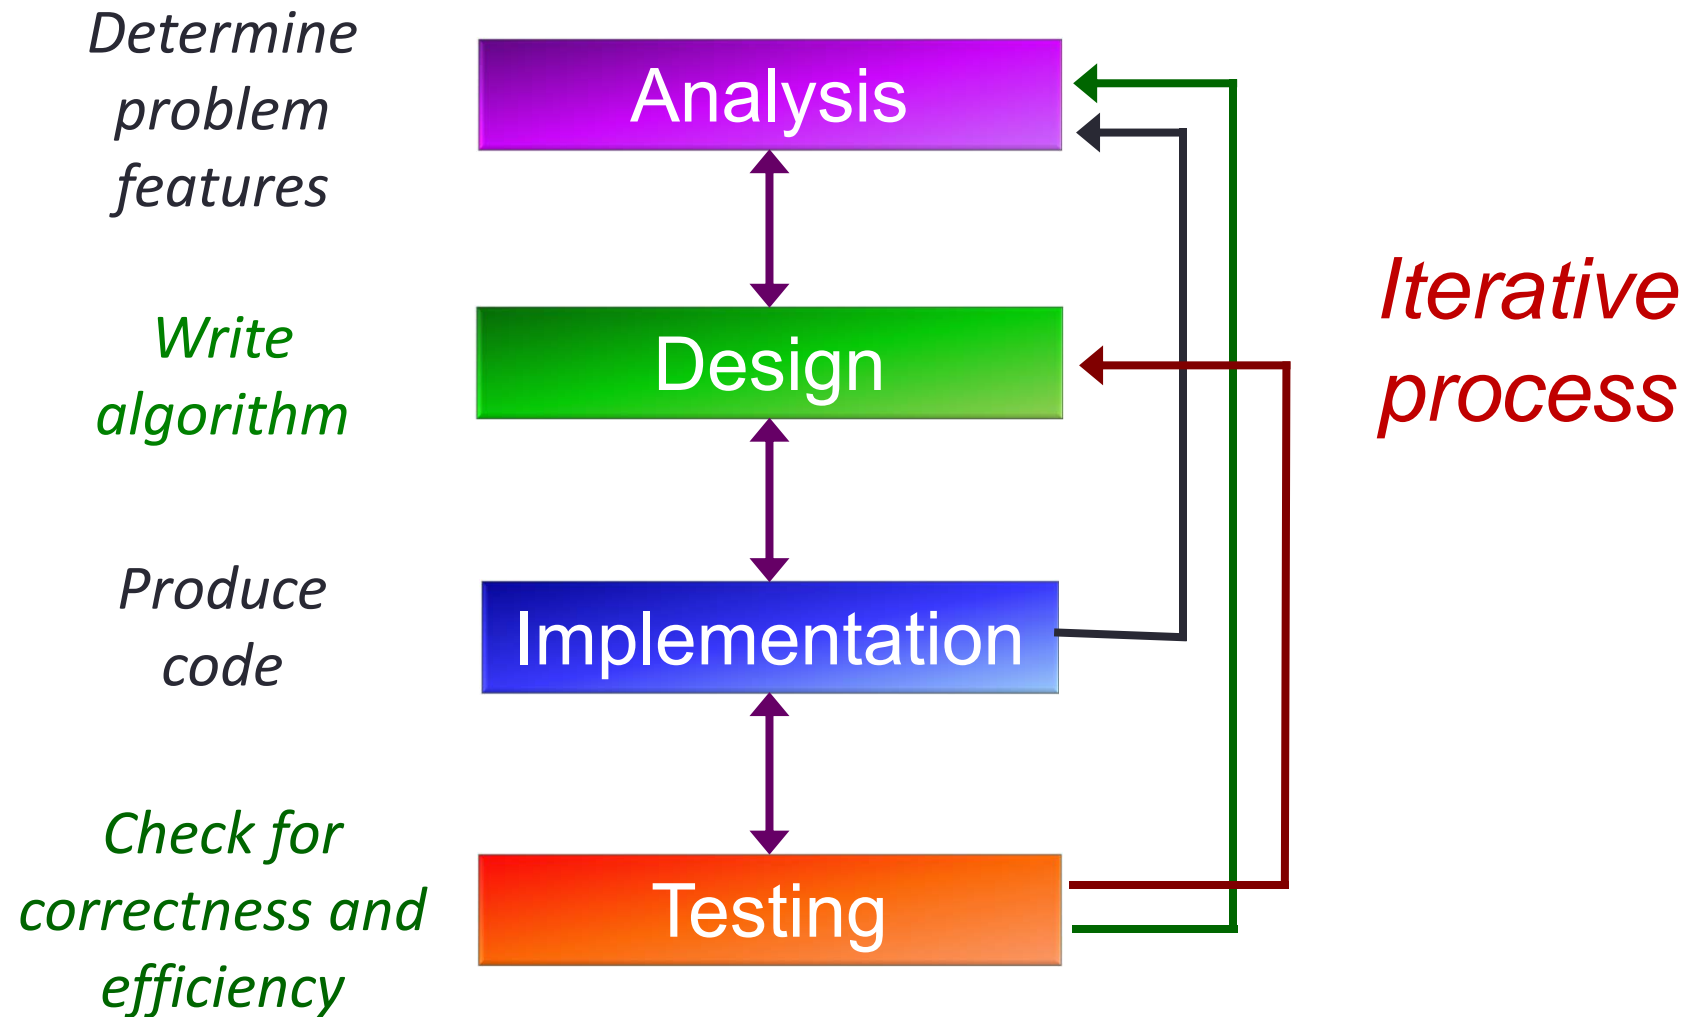 Determine
problem
features
Analysis
Write
algorithm
Design
Iterative
process
Produce
code
Implementation
Check for
correctness and
efficiency
Testing